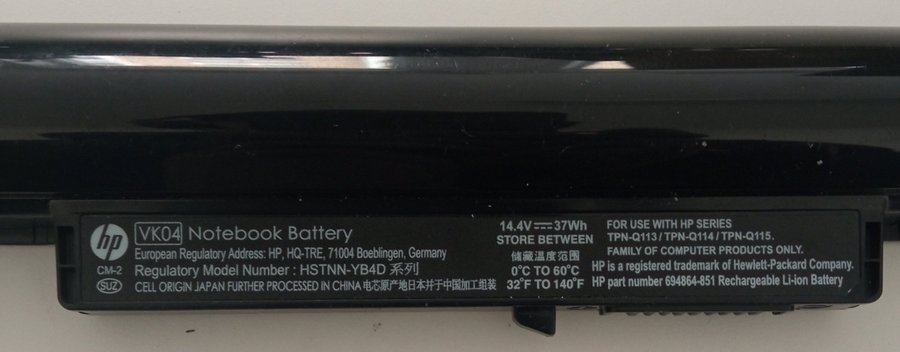 hp VK04 Notebook Battery
European Regulatory Address: HP, HQ-TRE, 71004 Boeblingen, Germany
CM-2 Regulatory Model Number : HSTNN-YB4D 系列
SUZ CELL ORIGIN JAPAN FURTHER PROCESSED IN CHINA 电芯原产地日本并于中国加工组装
14.4V⎓37Wh
STORE BETWEEN
储藏温度范围
0°C TO 60°C
32°F TO 140°F
FOR USE WITH HP SERIES
TPN-Q113 / TPN-Q114 / TPN-Q115.
FAMILY OF COMPUTER PRODUCTS ONLY.
HP is a registered trademark of Hewlett-Packard Company.
HP part number 694864-851 Rechargeable Li-ion Battery